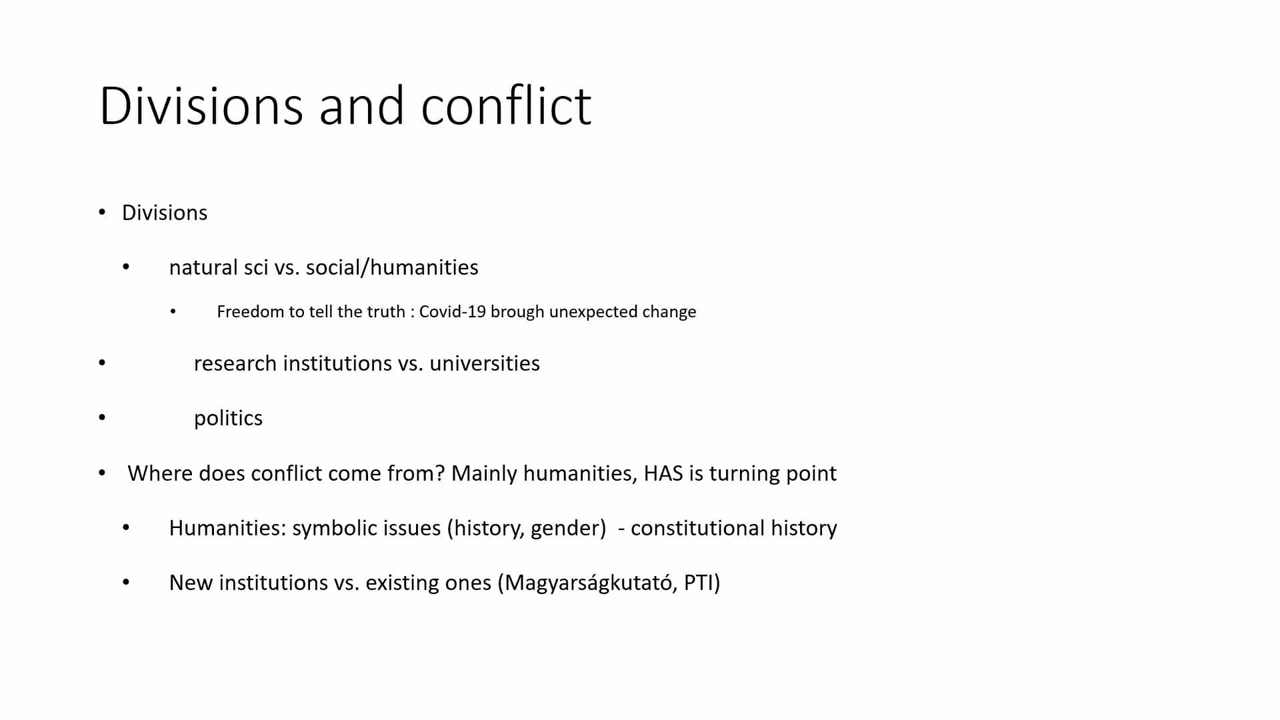 Divisions and conflict
• Divisions
• natural sci vs. social/humanities
• Freedom to tell the truth : Covid-19 brough unexpected change
• research institutions vs. universities
• politics
• Where does conflict come from? Mainly humanities, HAS is turning point
• Humanities: symbolic issues (history, gender)  - constitutional history
• New institutions vs. existing ones (Magyarságkutató, PTI)